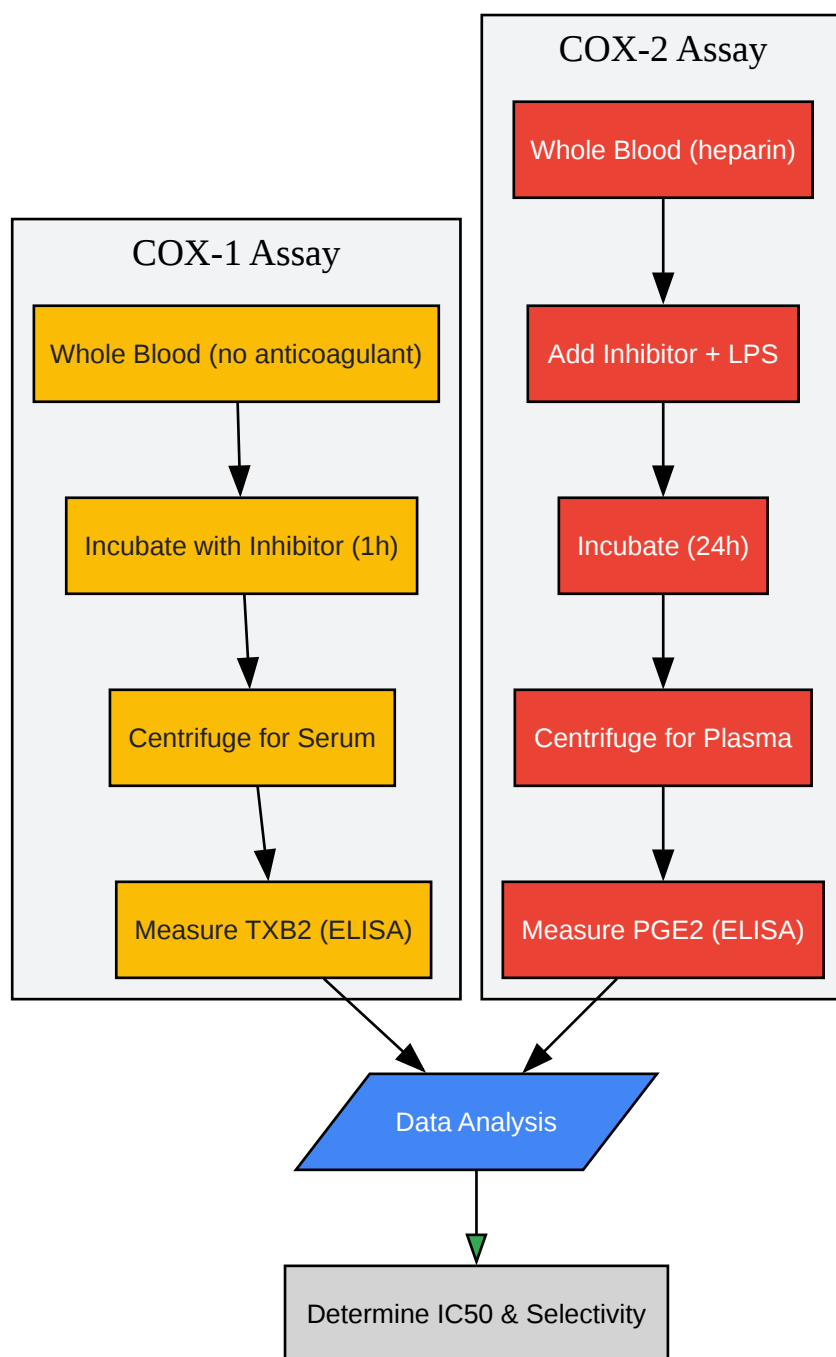 COX-1 Assay
Whole Blood (no anticoagulant)
Incubate with Inhibitor (1h)
Centrifuge for Serum
Measure TXB2 (ELISA)
COX-2 Assay
Whole Blood (heparin)
Add Inhibitor + LPS
Incubate (24h)
Centrifuge for Plasma
Measure PGE2 (ELISA)
Data Analysis
Determine IC50 & Selectivity